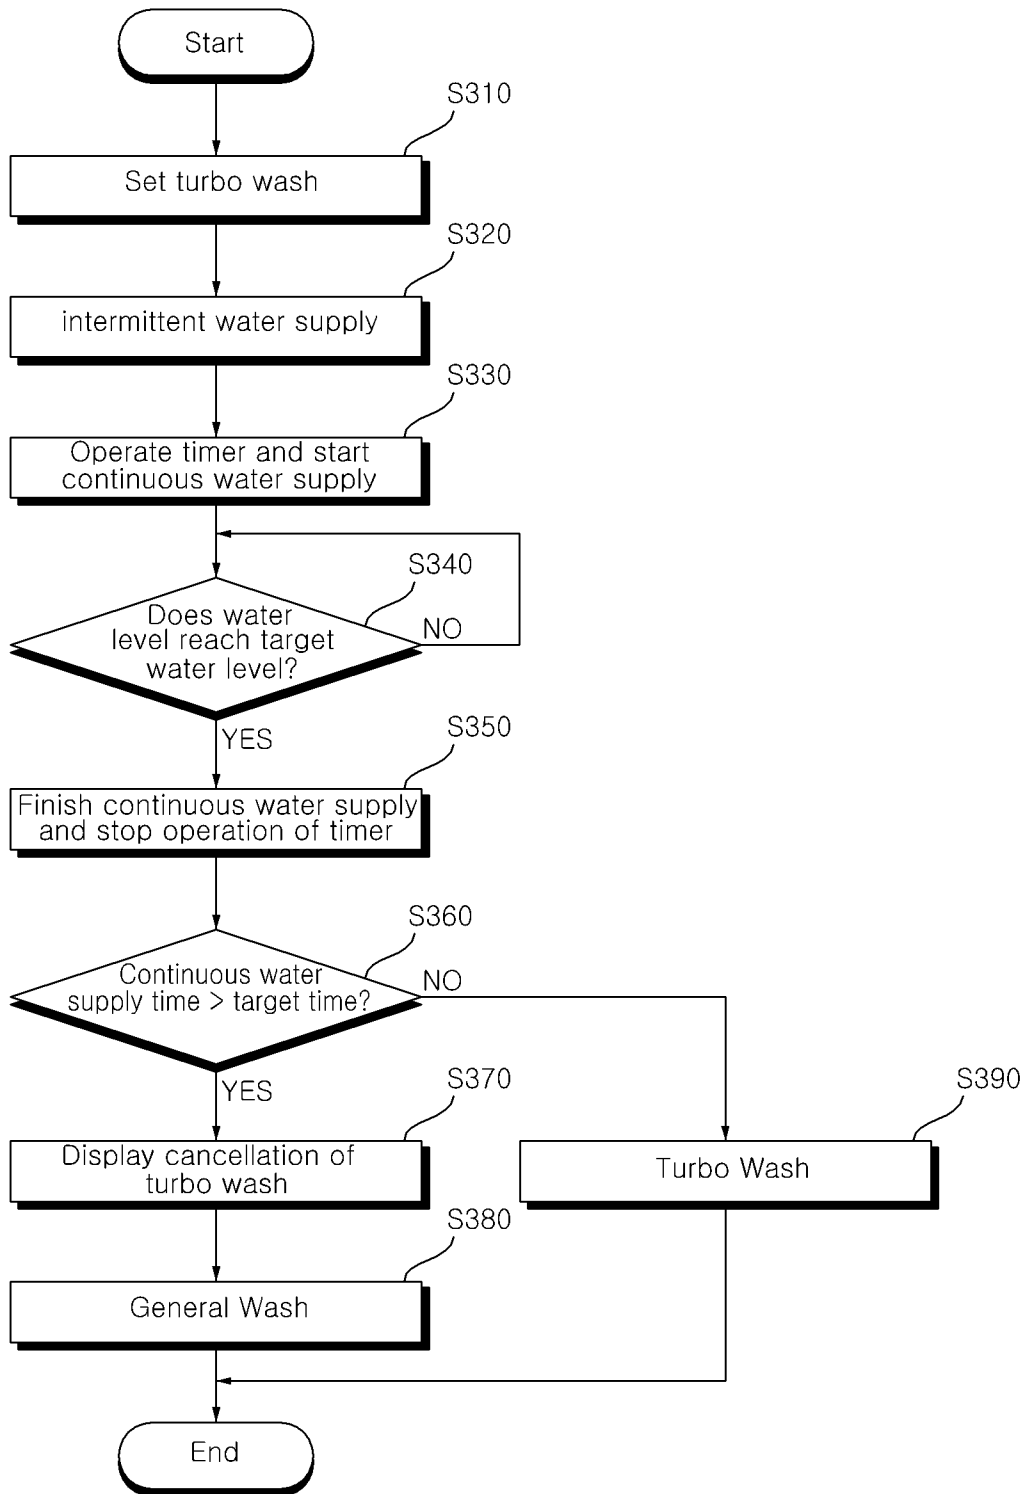 Start
S310
Set turbo wash
S320
intermittent water supply
S330
Operate timer and start
continuous water supply
S340
Does water
level reach target
water level?
NO
YES
S350
Finish continuous water supply
and stop operation of timer
S360
Continuous water
supply time > target time?
NO
YES
S370
Display cancellation of
turbo wash
S390
Turbo Wash
S380
General Wash
End